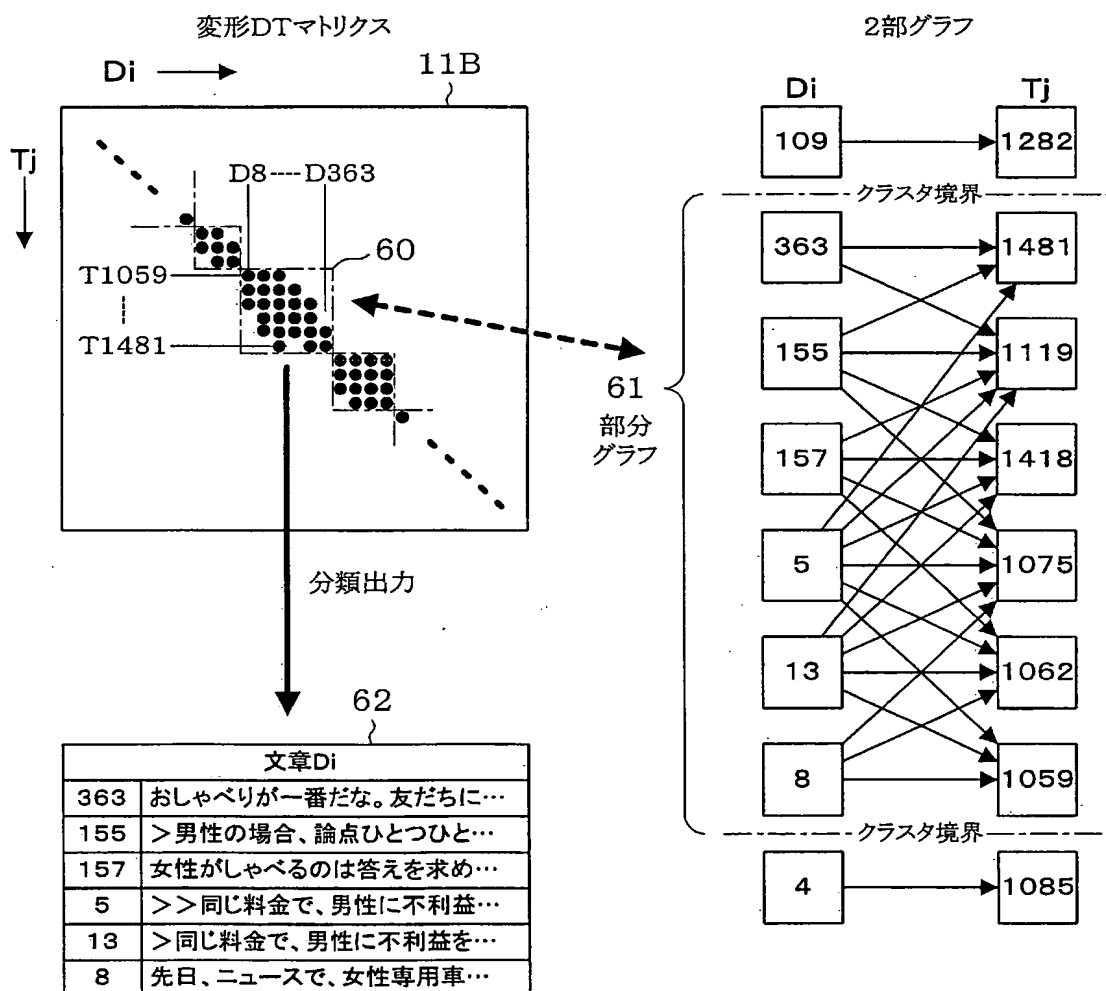 変形DTマトリクス
Di
11B
Tj
D8 ---- D363
60
T1059
T1481
分類出力
62
文章Di
363 おしゃべりが一番だな。友だちに…
155 >男性の場合、論点ひとつひと…
157 女性がしゃべるのは答えを求め…
5 >>同じ料金で、男性に不利益…
13 >同じ料金で、男性に不利益を…
8 先日、ニュースで、女性専用車…
2部グラフ
Di Tj
109 1282
クラスタ境界
363 1481
155 1119
61
部分
グラフ
157 1418
5 1075
13 1062
8 1059
クラスタ境界
4 1085